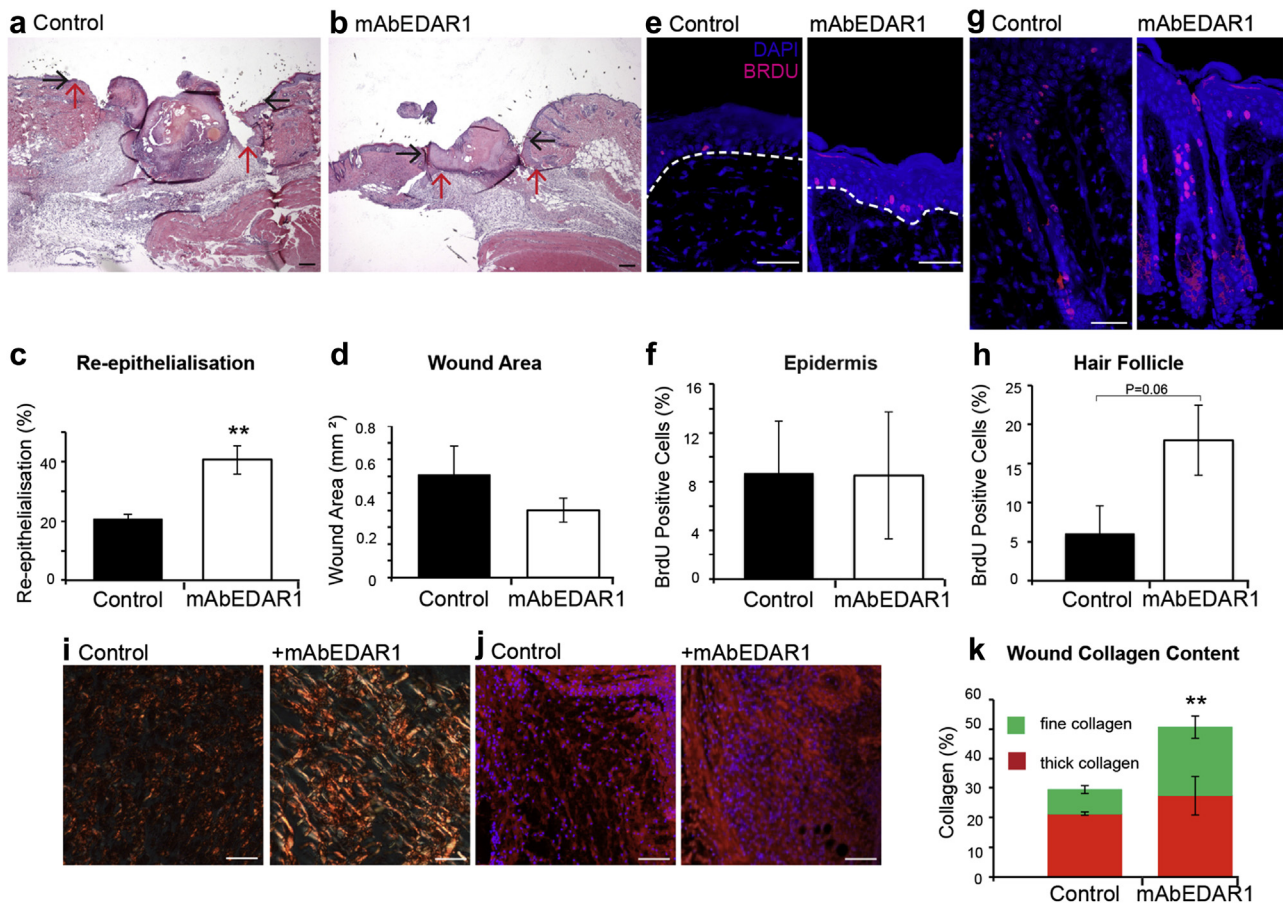 a Control
b mAbEDAR1
e Control
mAbEDAR1
g Control
mAbEDAR1
DAPI
BRDU
c Re-epithelialisation
Re-epithelialisation (%)
40
20
0
Control
mAbEDAR1
**
d Wound Area
Wound Area (mm ²)
0.8
0.6
0.4
0.2
0
Control
mAbEDAR1
f Epidermis
BrdU Positive Cells (%)
16
12
8
4
0
Control
mAbEDAR1
h Hair Follicle
BrdU Positive Cells (%)
25
20
15
10
5
0
P=0.06
Control
mAbEDAR1
i Control
+mAbEDAR1
j Control
+mAbEDAR1
k Wound Collagen Content
Collagen (%)
60
50
40
30
20
10
0
fine collagen
thick collagen
**
Control
mAbEDAR1